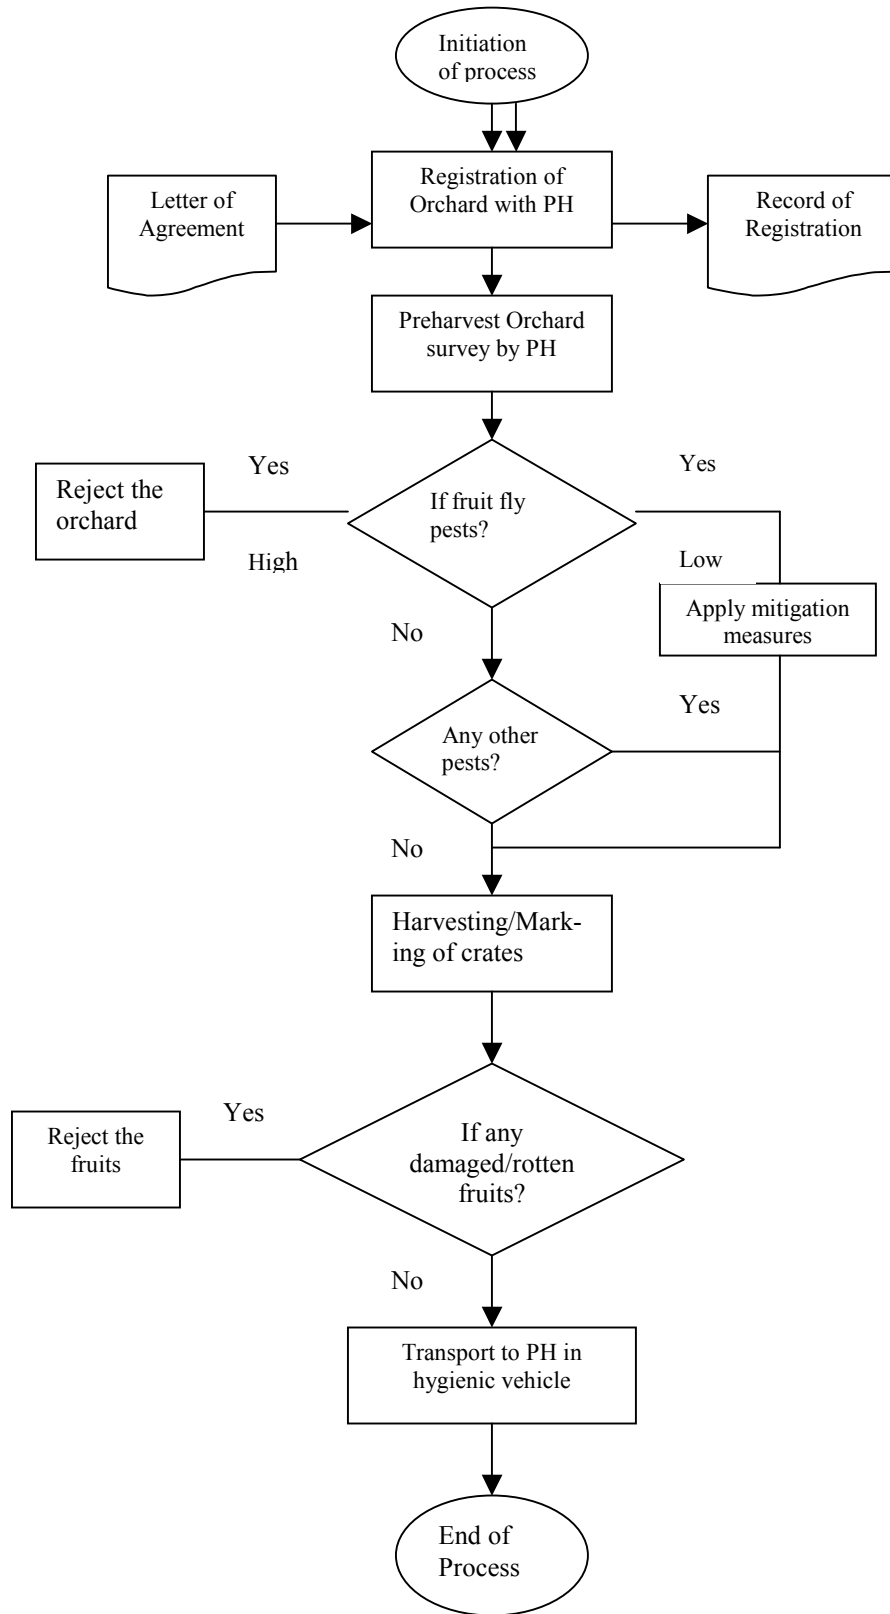 Initiation
of process
Letter of
Agreement
Registration of
Orchard with PH
Record of
Registration
Preharvest Orchard
survey by PH
Yes
Yes
Reject the
orchard
If fruit fly
pests?
High
Low
Apply mitigation
measures
No
Yes
Any other
pests?
No
Harvesting/Mark-
ing of crates
Yes
Reject the
fruits
If any
damaged/rotten
fruits?
No
Transport to PH in
hygienic vehicle
End of
Process